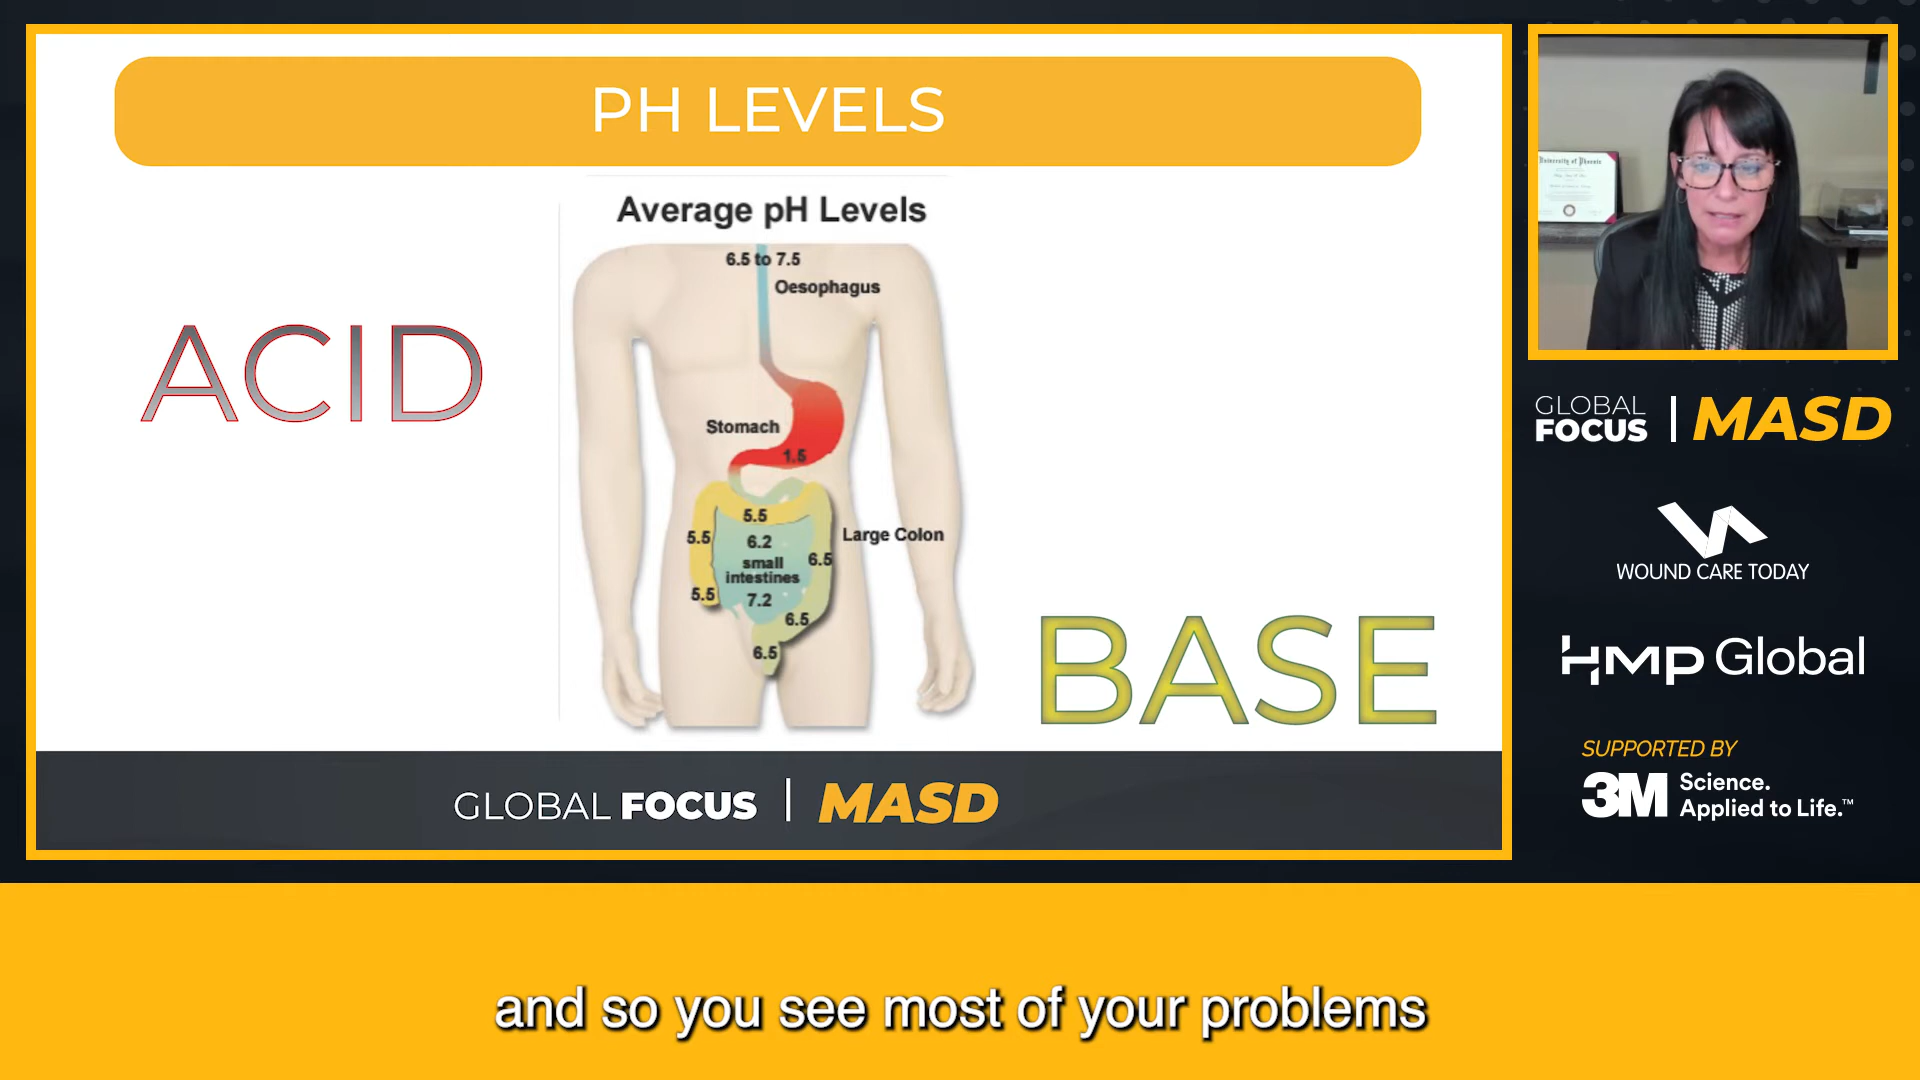 PH LEVELS
Average pH Levels
6.5 to 7.5
Oesophagus
ACID
Stomach
1.5
5.5
5.5
6.2
Large Colon
small
6.5
intestines
5.5
7.2
6.5
6.5
BASE
GLOBAL FOCUS | MASD
University of Phoenix
GLOBAL
FOCUS | MASD
WOUND CARE TODAY
HMP Global
SUPPORTED BY
3M Science.
Applied to Life.™
and so you see most of your problems